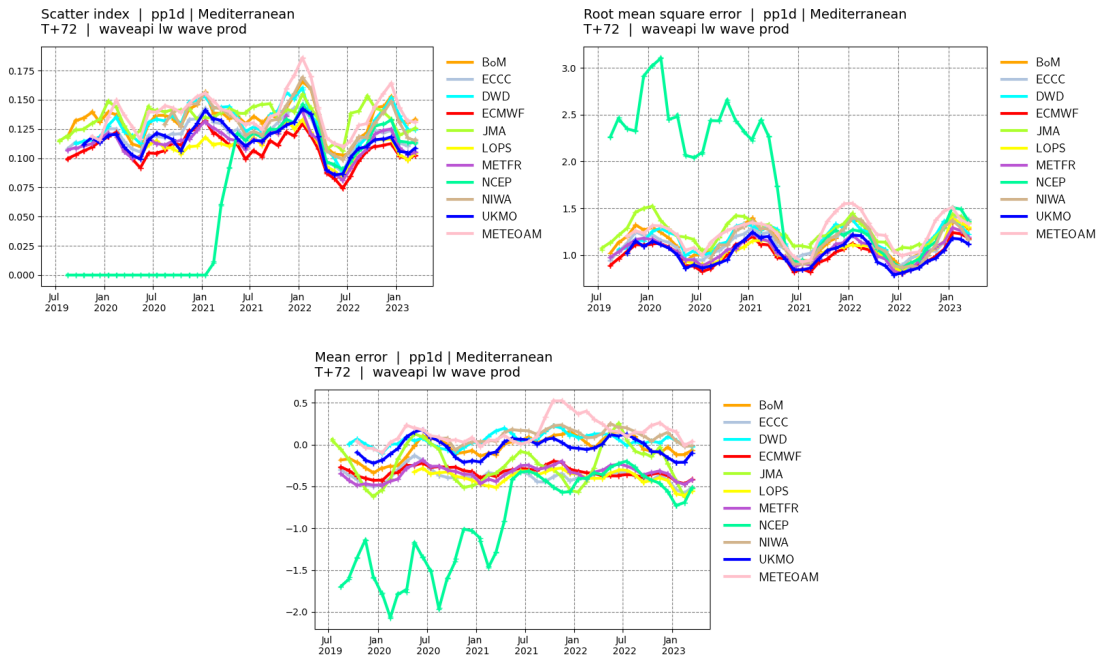 Scatter index | pp1d | Mediterranean
T+72 | waveapi lw wave prod
0.175
0.150
0.125
0.100
0.075
0.050
0.025
0.000
Jul
2019
Jan
2020
Jul
2020
Jan
2021
Jul
2021
Jan
2022
Jul
2022
Jan
2023
BoM
ECCC
DWD
ECMWF
JMA
LOPS
METFR
NCEP
NIWA
UKMO
METEOAM
Root mean square error | pp1d | Mediterranean
T+72 | waveapi lw wave prod
3.0
2.5
2.0
1.5
1.0
Jul
2019
Jan
2020
Jul
2020
Jan
2021
Jul
2021
Jan
2022
Jul
2022
Jan
2023
BoM
ECCC
DWD
ECMWF
JMA
LOPS
METFR
NCEP
NIWA
UKMO
METEOAM
Mean error | pp1d | Mediterranean
T+72 | waveapi lw wave prod
0.5
0.0
−0.5
−1.0
−1.5
−2.0
Jul
2019
Jan
2020
Jul
2020
Jan
2021
Jul
2021
Jan
2022
Jul
2022
Jan
2023
BoM
ECCC
DWD
ECMWF
JMA
LOPS
METFR
NCEP
NIWA
UKMO
METEOAM